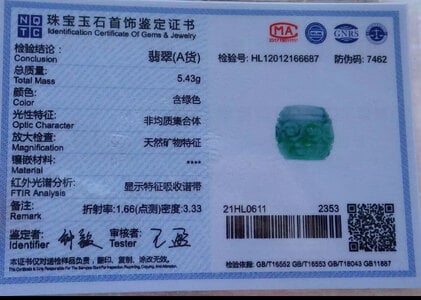 NQ
TC
珠宝玉石首饰鉴定证书
Identification Certificate Of Gems & Jewelry
MA
GNRS
检验结论:
Conclusion
翡翠(A货)
检验号: HL12012166687
防伪码: 7462
总质量:
Total Mass
5.43g
颜色:
Color
含绿色
光性特征:
Optic Character
非均质集合体
放大检查:
Magnification
天然矿物特征
镶嵌材料:
Material
****
红外光谱分析:
FTIR Analysis
显示特征吸收谱带
备注:
Remark
折射率:1.66(点测)密度:3.33
21HL0611
2353
鉴定者:
Identifier
审核者:
Tester
检验依据: GB/T16552 GB/T16553 GB/T18043 GB11887